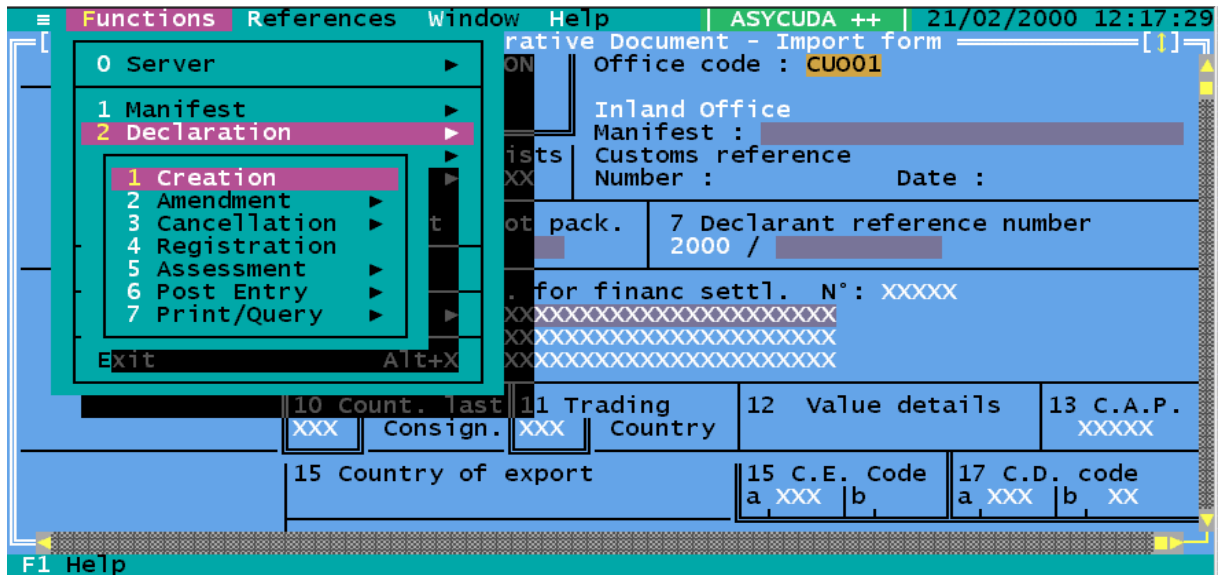 ≡ Functions References Window Help | ASYCUDA ++ | 21/02/2000 12:17:29
rative Document - Import form
0 Server ►
ON
Office code : CUO01
1 Manifest ►
Inland Office
2 Declaration ►
Manifest :
ists
Customs reference
1 Creation
XX
Number : Date :
2 Amendment ►
3 Cancellation ►
t
ot pack.
7 Declarant reference number
4 Registration
2000 /
5 Assessment ►
6 Post Entry ►
. for financ settl. N°: XXXXX
7 Print/Query ►
XXXXXXXXXXXXXXXXXXXXXX
XXXXXXXXXXXXXXXXXXXXXX
Exit Alt+X
XXXXXXXXXXXXXXXXXXXXXX
10 Count. last
11 Trading
12 Value details
13 C.A.P.
XXX Consign.
XXX Country
XXXXX
15 Country of export
15 C.E. Code
17 C.D. code
a XXX |b
a XXX |b XX
F1 Help